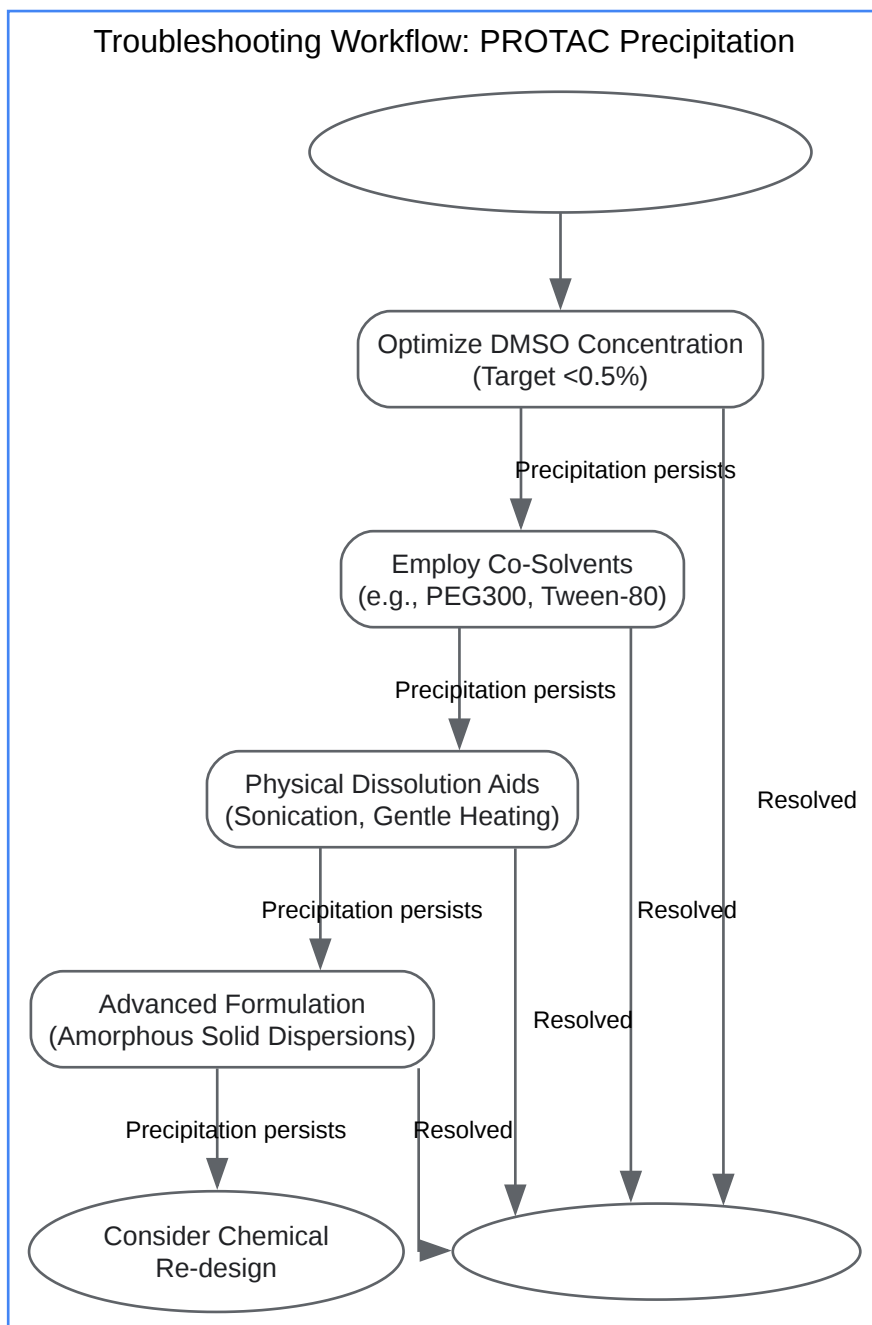 Troubleshooting Workflow: PROTAC Precipitation
Optimize DMSO Concentration
(Target <0.5%)
Precipitation persists
Employ Co-Solvents
(e.g., PEG300, Tween-80)
Precipitation persists
Physical Dissolution Aids
(Sonication, Gentle Heating)
Resolved
Precipitation persists
Resolved
Advanced Formulation
(Amorphous Solid Dispersions)
Resolved
Precipitation persists
Resolved
Consider Chemical
Re-design